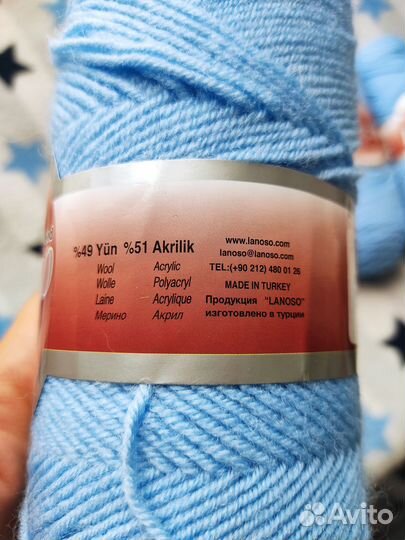 %49 Yün %51 Akrilik
Wool Acrylic
Wolle Polyacryl
Laine Acrylique
Мерино Акрил
www.lanoso.com
lanoso@lanoso.com
TEL:(+90 212) 480 01 26
MADE IN TURKEY
Продукция "LANOSO"
изготовлено в турции
Avito